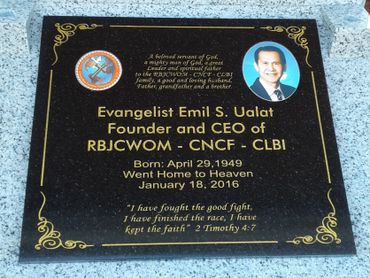 A beloved servant of God,
a mighty man of God, a great
Leader and spiritual father
to the RBJCWOM - CNCF - CLBI
family, a good and loving husband,
Father, grandfather and a brother.
Evangelist Emil S. Ualat
Founder and CEO of
RBJCWOM - CNCF - CLBI
Born: April 29,1949
Went Home to Heaven
January 18, 2016
"I have fought the good fight,
I have finished the race, I have
kept the faith" 2 Timothy 4:7